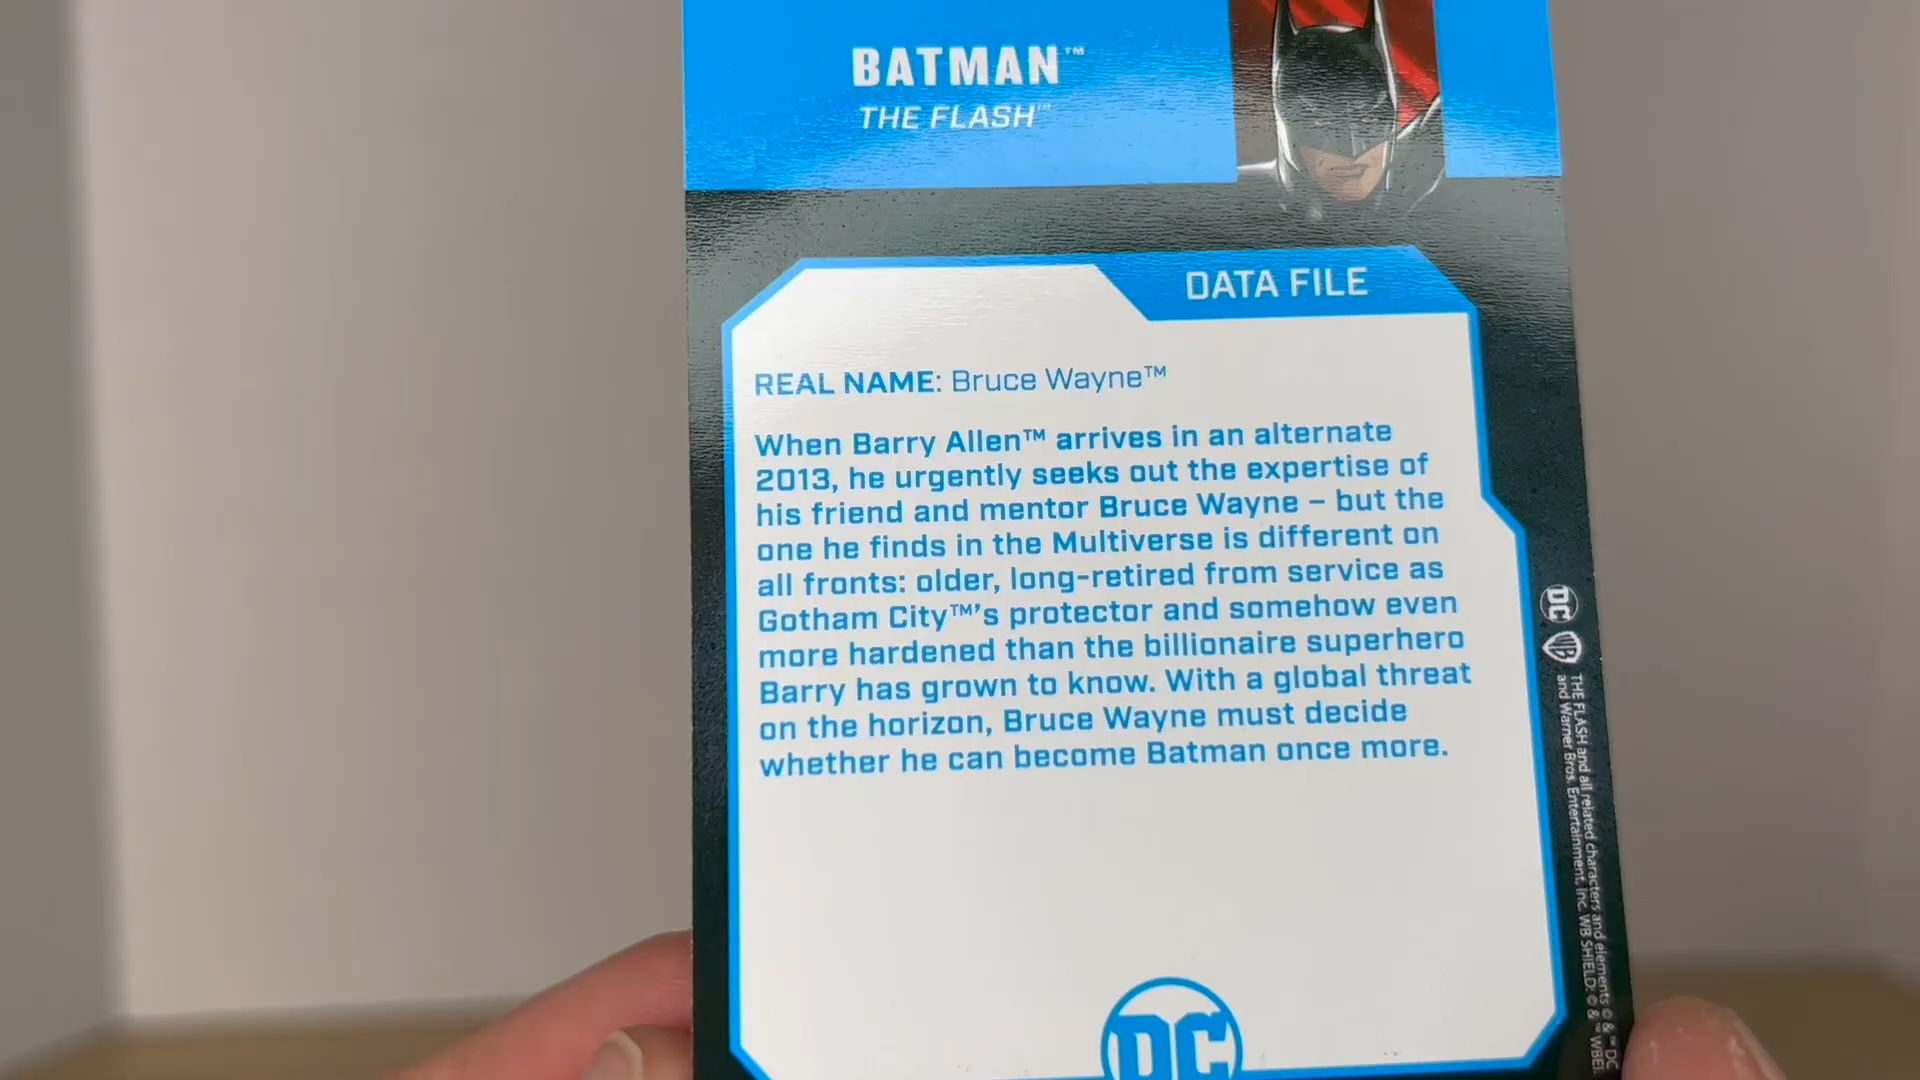 BATMAN™
THE FLASH™
DATA FILE
REAL NAME: Bruce Wayne™
When Barry Allen™ arrives in an alternate
2013, he urgently seeks out the expertise of
his friend and mentor Bruce Wayne – but the
one he finds in the Multiverse is different on
all fronts: older, long-retired from service as
Gotham City™'s protector and somehow even
more hardened than the billionaire superhero
Barry has grown to know. With a global threat
on the horizon, Bruce Wayne must decide
whether he can become Batman once more.
DC
DC
WB
THE FLASH and all related characters and elements © & ™ DC
and Warner Bros. Entertainment, Inc. WB SHIELD: © & ™ WBEI